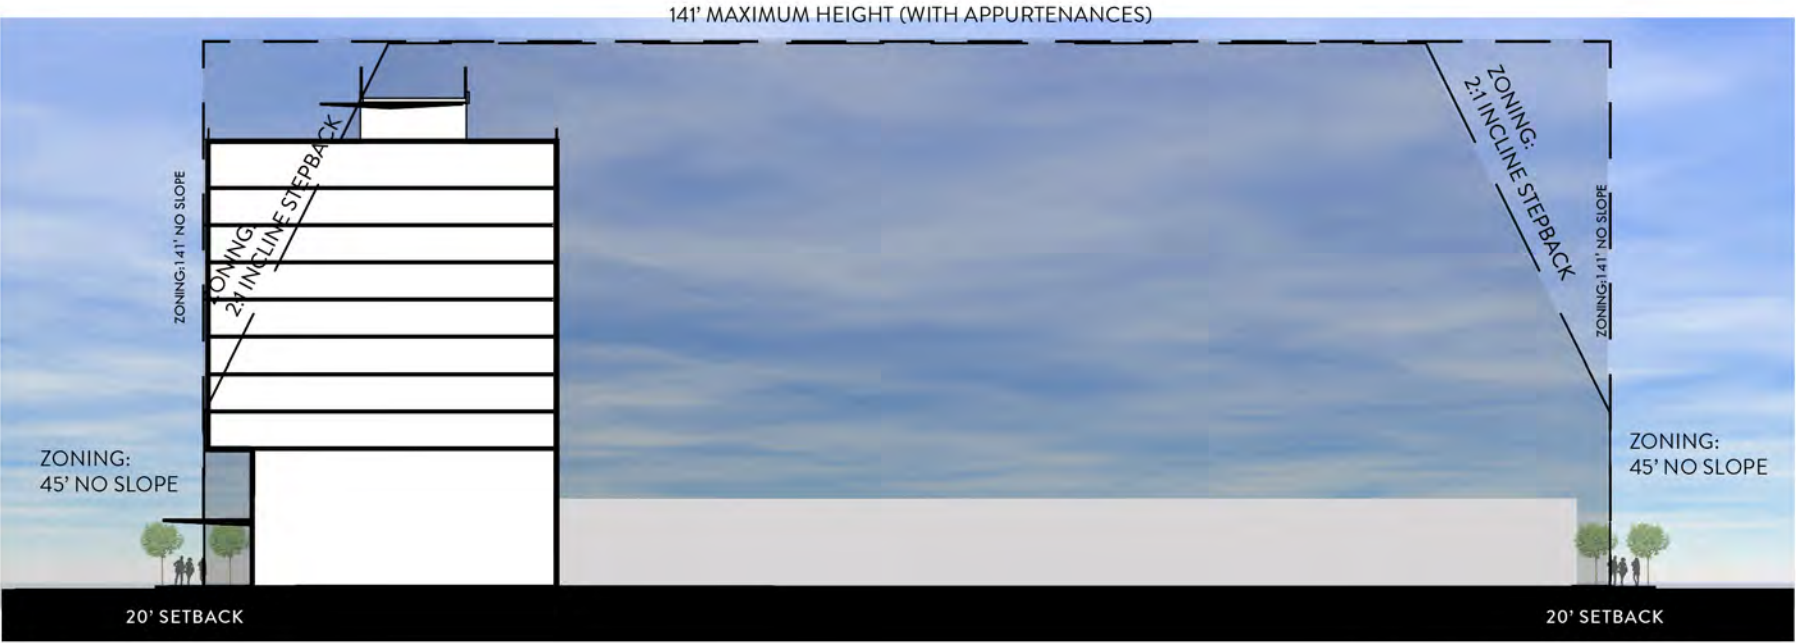 141' MAXIMUM HEIGHT (WITH APPURTENANCES)
ZONING:141' NO SLOPE
ZONING:
2:1 INCLINE STEPBACK
ZONING:
2:1 INCLINE STEPBACK
ZONING:141' NO SLOPE
ZONING:
45' NO SLOPE
ZONING:
45' NO SLOPE
20' SETBACK
20' SETBACK